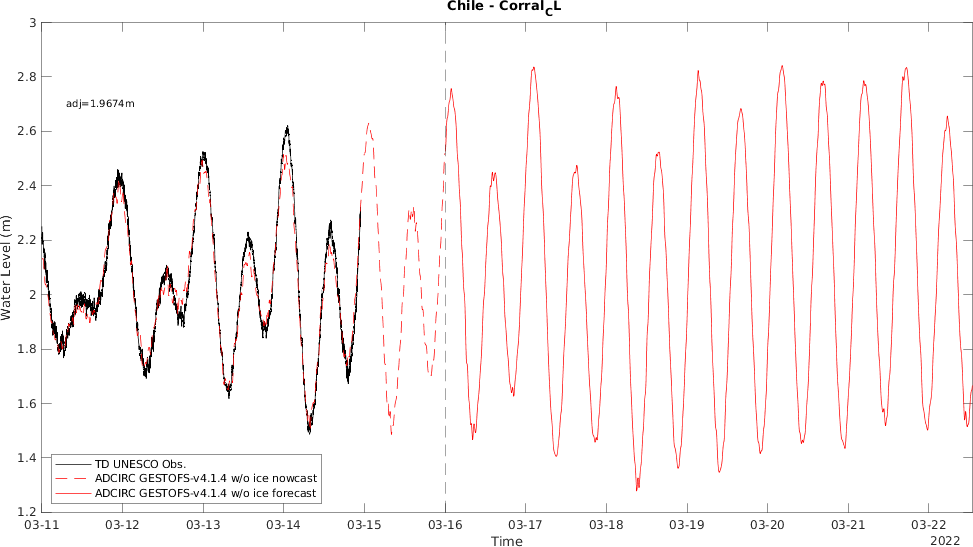 Chile - Corral_CL
3
2.8
adj=1.9674m
2.6
2.4
2.2
Water Level (m)
2
1.8
1.6
1.4
TD UNESCO Obs.
ADCIRC GESTOFS-v4.1.4 w/o ice nowcast
ADCIRC GESTOFS-v4.1.4 w/o ice forecast
1.2
03-11 03-12 03-13 03-14 03-15 03-16 03-17 03-18 03-19 03-20 03-21 03-22
Time
2022